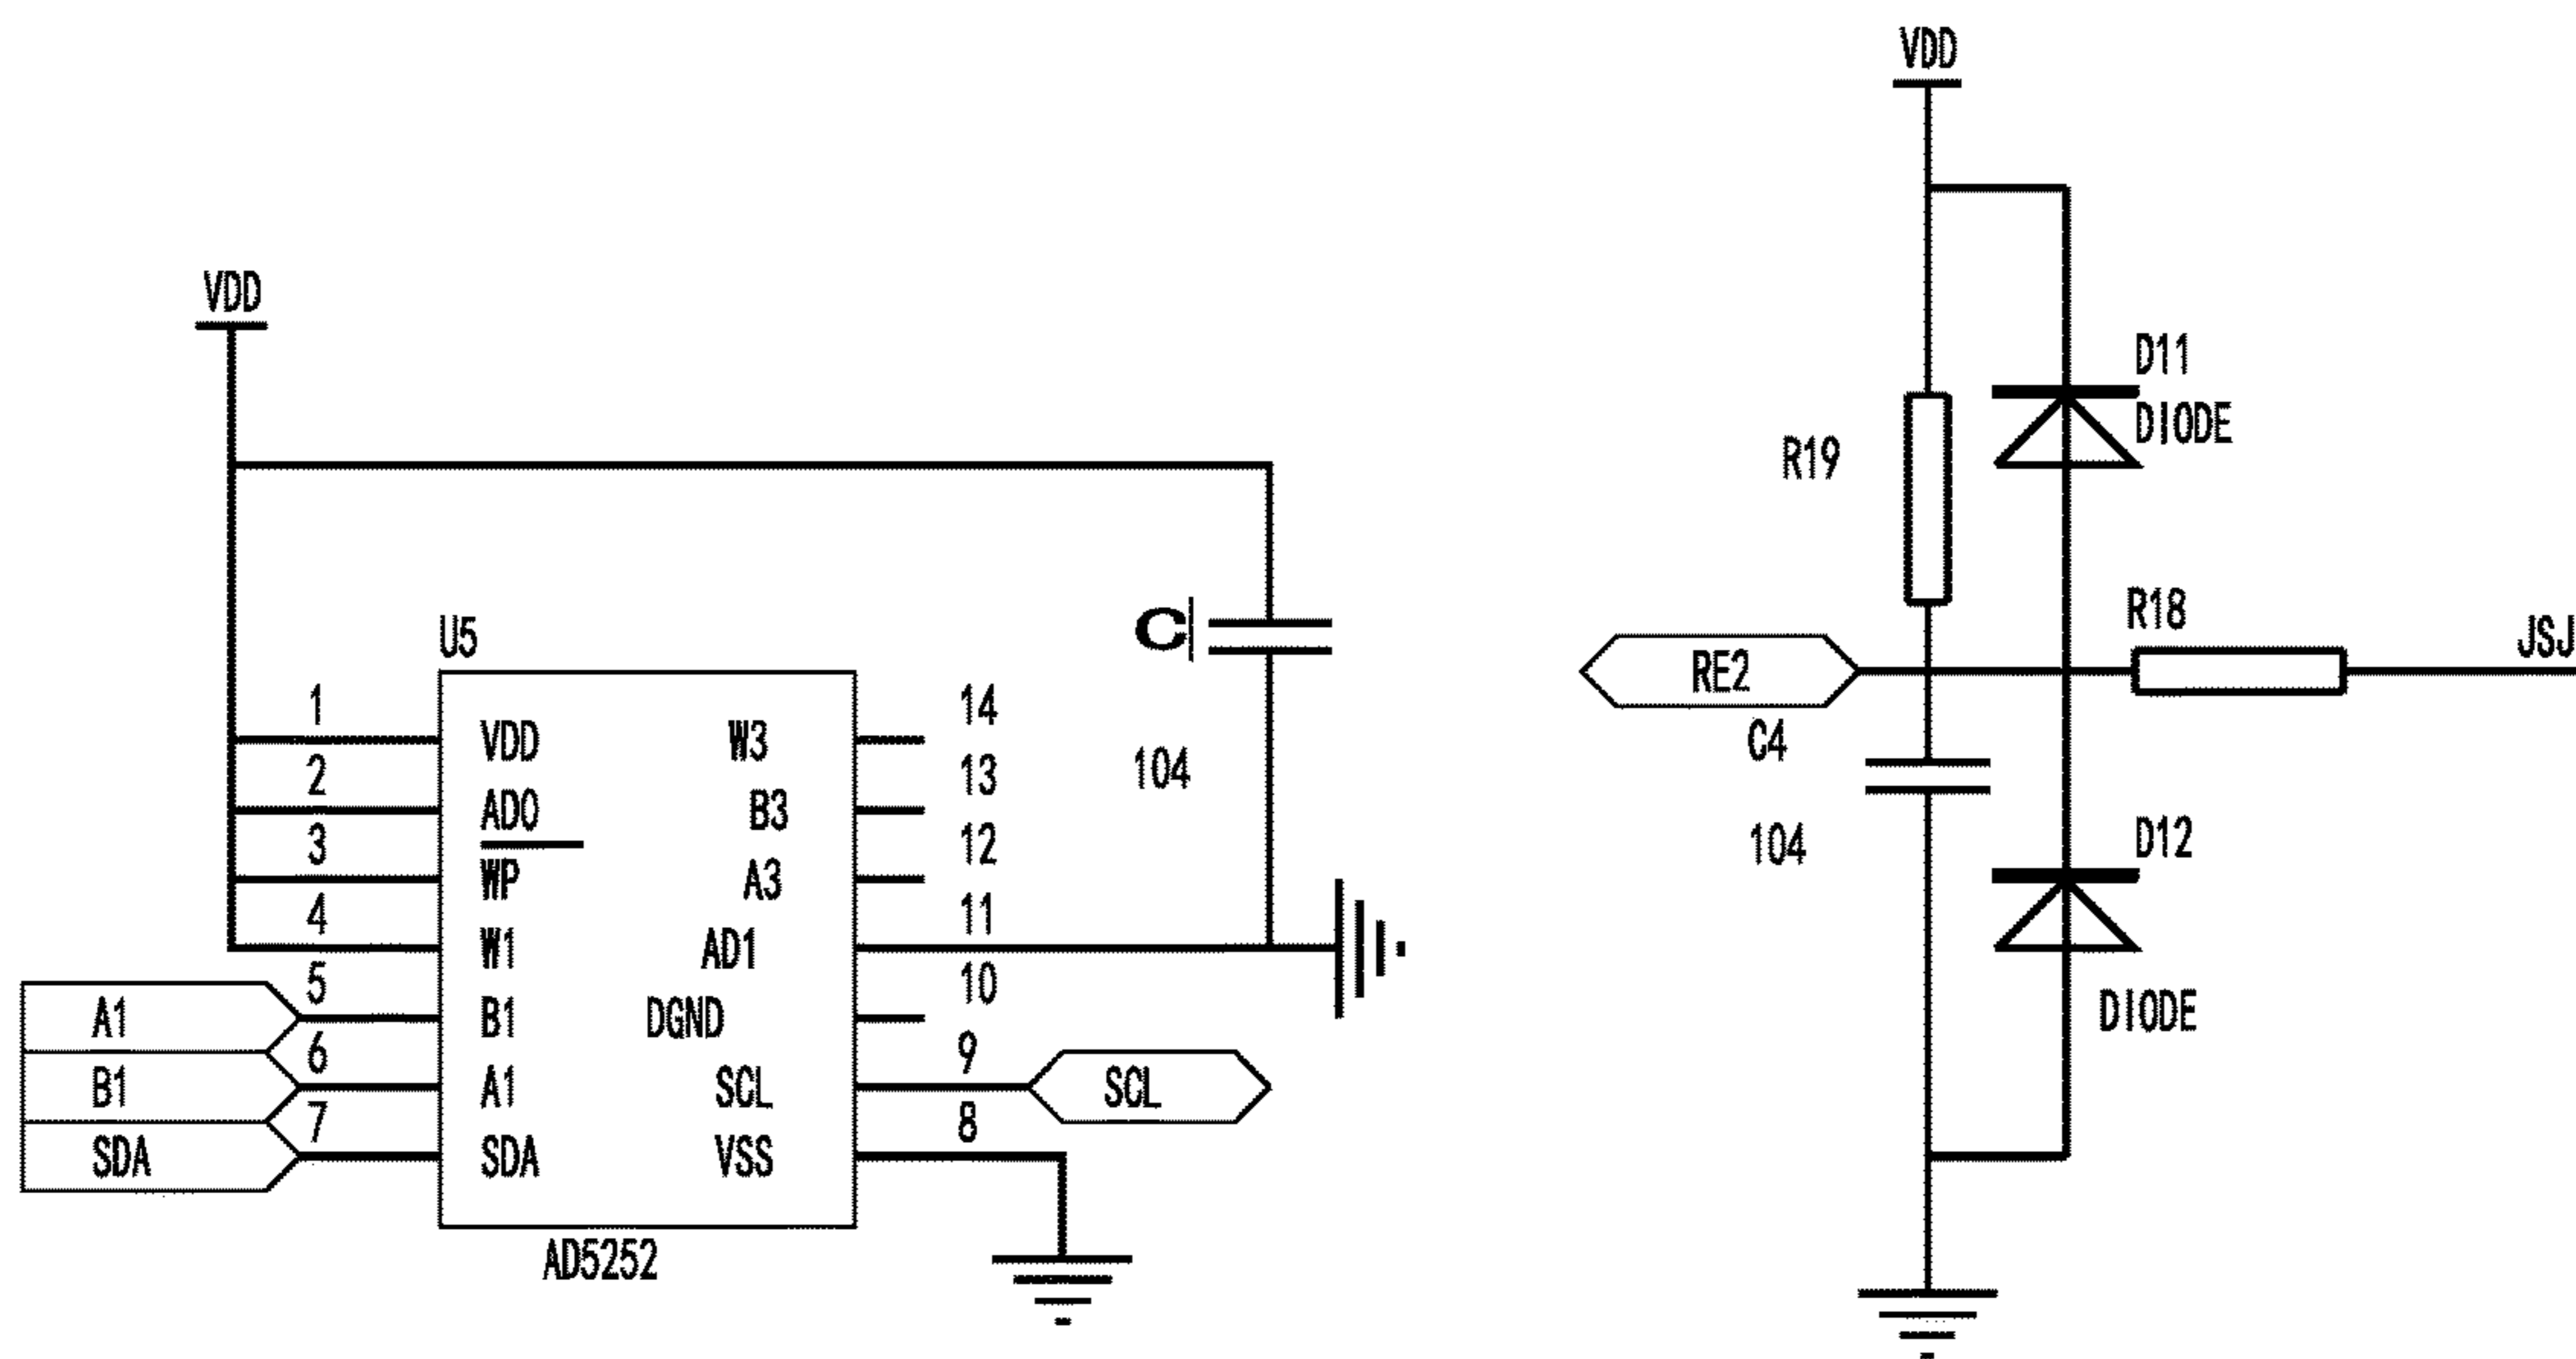 VDD
U5
1
VDD
2
AD0
3
WP
4
W1
A1
5
B1
B1
6
A1
SDA
7
SDA
W3
14
B3
13
A3
12
AD1
11
DGND
10
SCL
9
SCL
VSS
8
AD5252
C
104
VDD
D11
DIODE
R19
R18
JSJ
RE2
C4
104
D12
DIODE